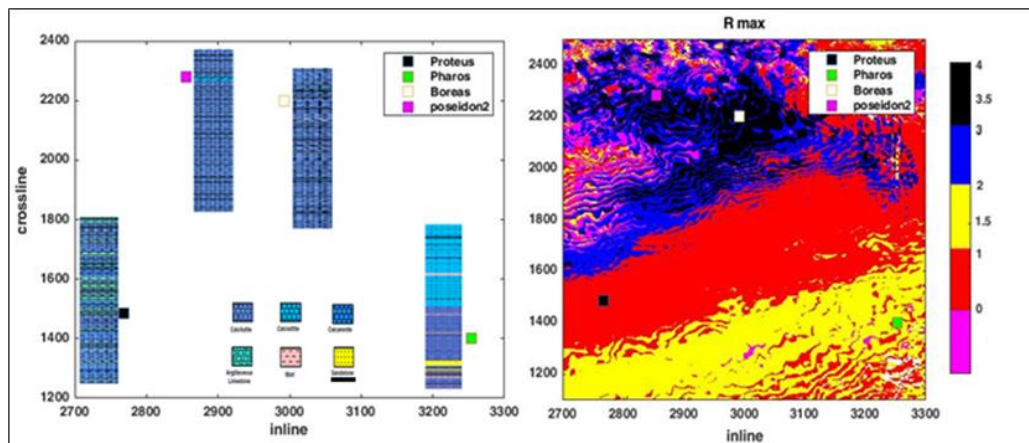 2400
2200
2000
1800
1600
1400
1200
crossline
2700 2800 2900 3000 3100 3200 3300
inline
Proteus
Pharos
Boreas
poseidon2
Calcilutite
Calcisiltite
Calcarenite
Argillaceous Limestone
Marl
Sandstone
R max
2400
2200
2000
1800
1600
1400
1200
2700 2800 2900 3000 3100 3200 3300
inline
Proteus
Pharos
Boreas
poseidon2
4
3.5
3
2
1.5
1
0